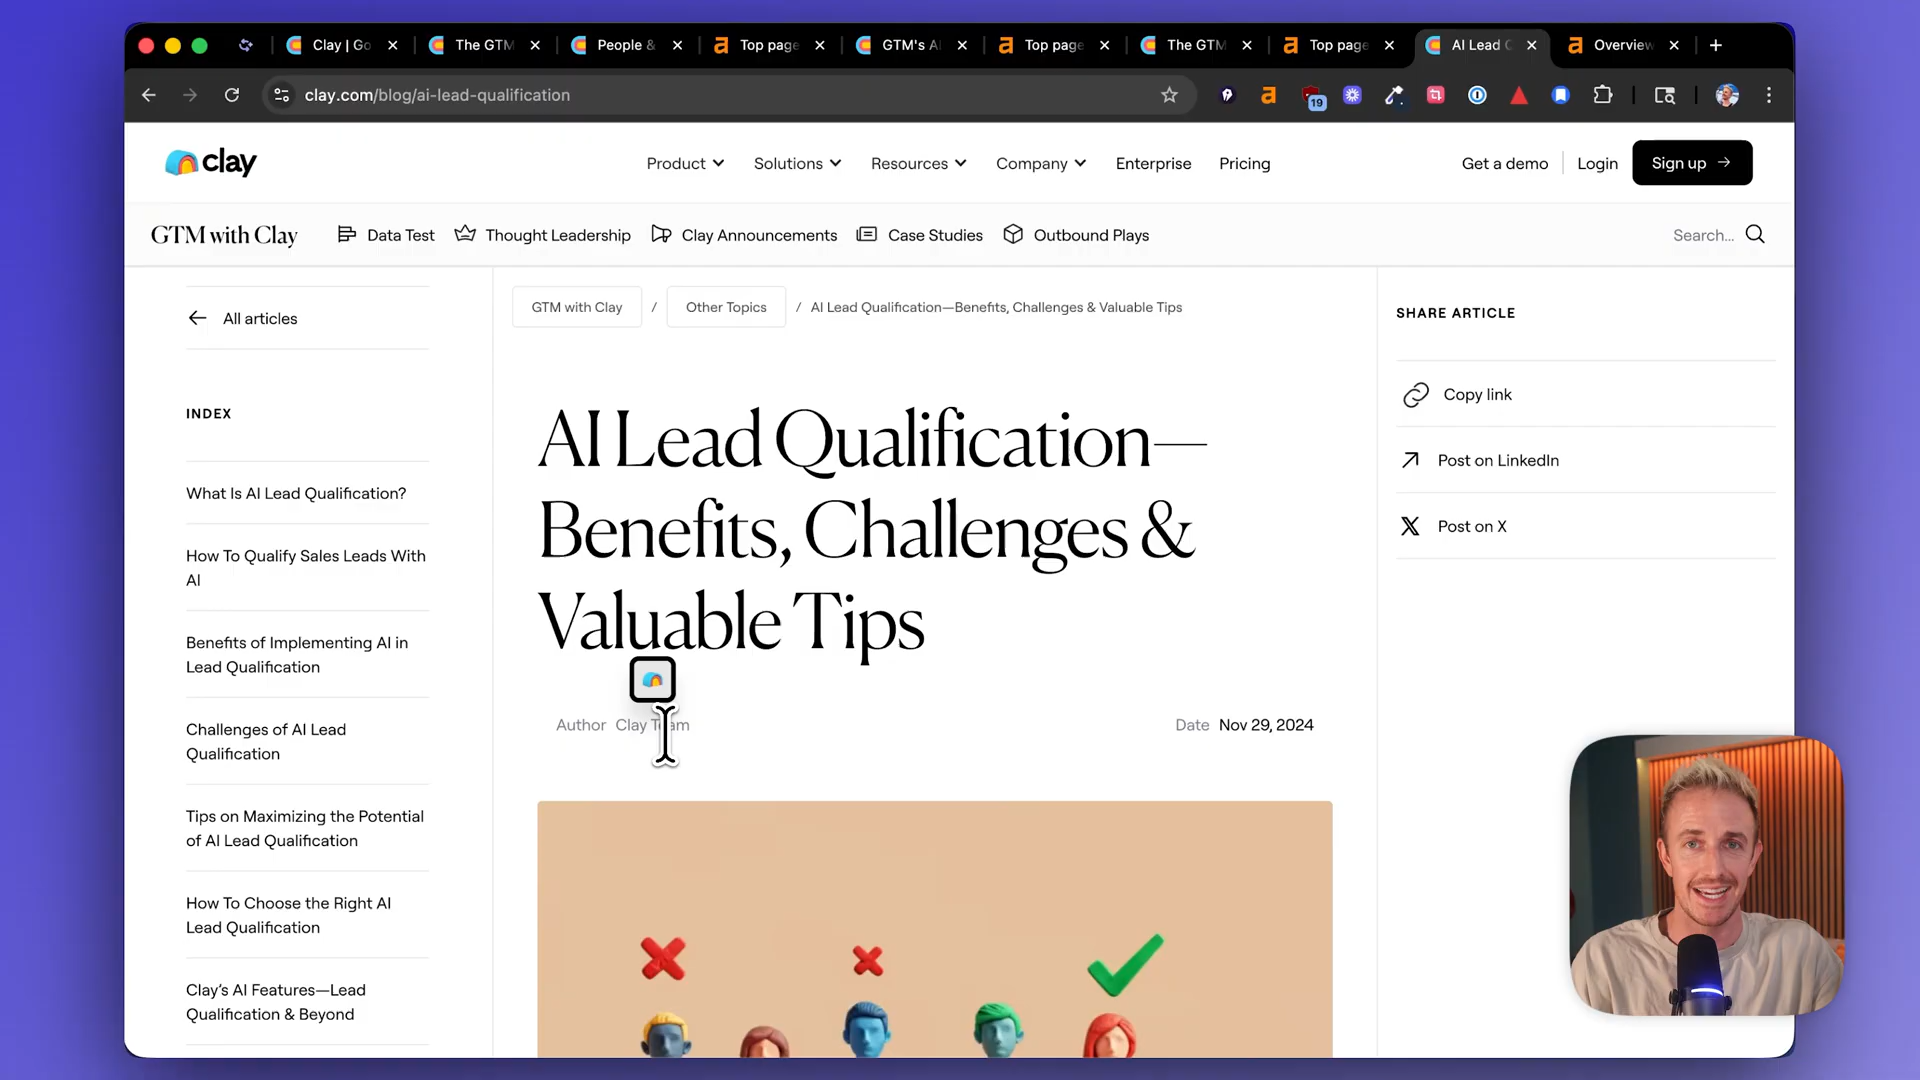 Clay | Go
The GTM
People &
Top page
GTM's AI
Top page
The GTM
Top page
AI Lead
Overview
clay.com/blog/ai-lead-qualification
19
clay
Product
Solutions
Resources
Company
Enterprise
Pricing
Get a demo
Login
Sign up
GTM with Clay
Data Test
Thought Leadership
Clay Announcements
Case Studies
Outbound Plays
Search...
All articles
INDEX
What Is AI Lead Qualification?
How To Qualify Sales Leads With
AI
Benefits of Implementing AI in
Lead Qualification
Challenges of AI Lead
Qualification
Tips on Maximizing the Potential
of AI Lead Qualification
How To Choose the Right AI
Lead Qualification
Clay's AI Features—Lead
Qualification & Beyond
GTM with Clay / Other Topics / AI Lead Qualification—Benefits, Challenges & Valuable Tips
AI Lead Qualification—
Benefits, Challenges &
Valuable Tips
Author Clay Team
Date Nov 29, 2024
SHARE ARTICLE
Copy link
Post on LinkedIn
Post on X